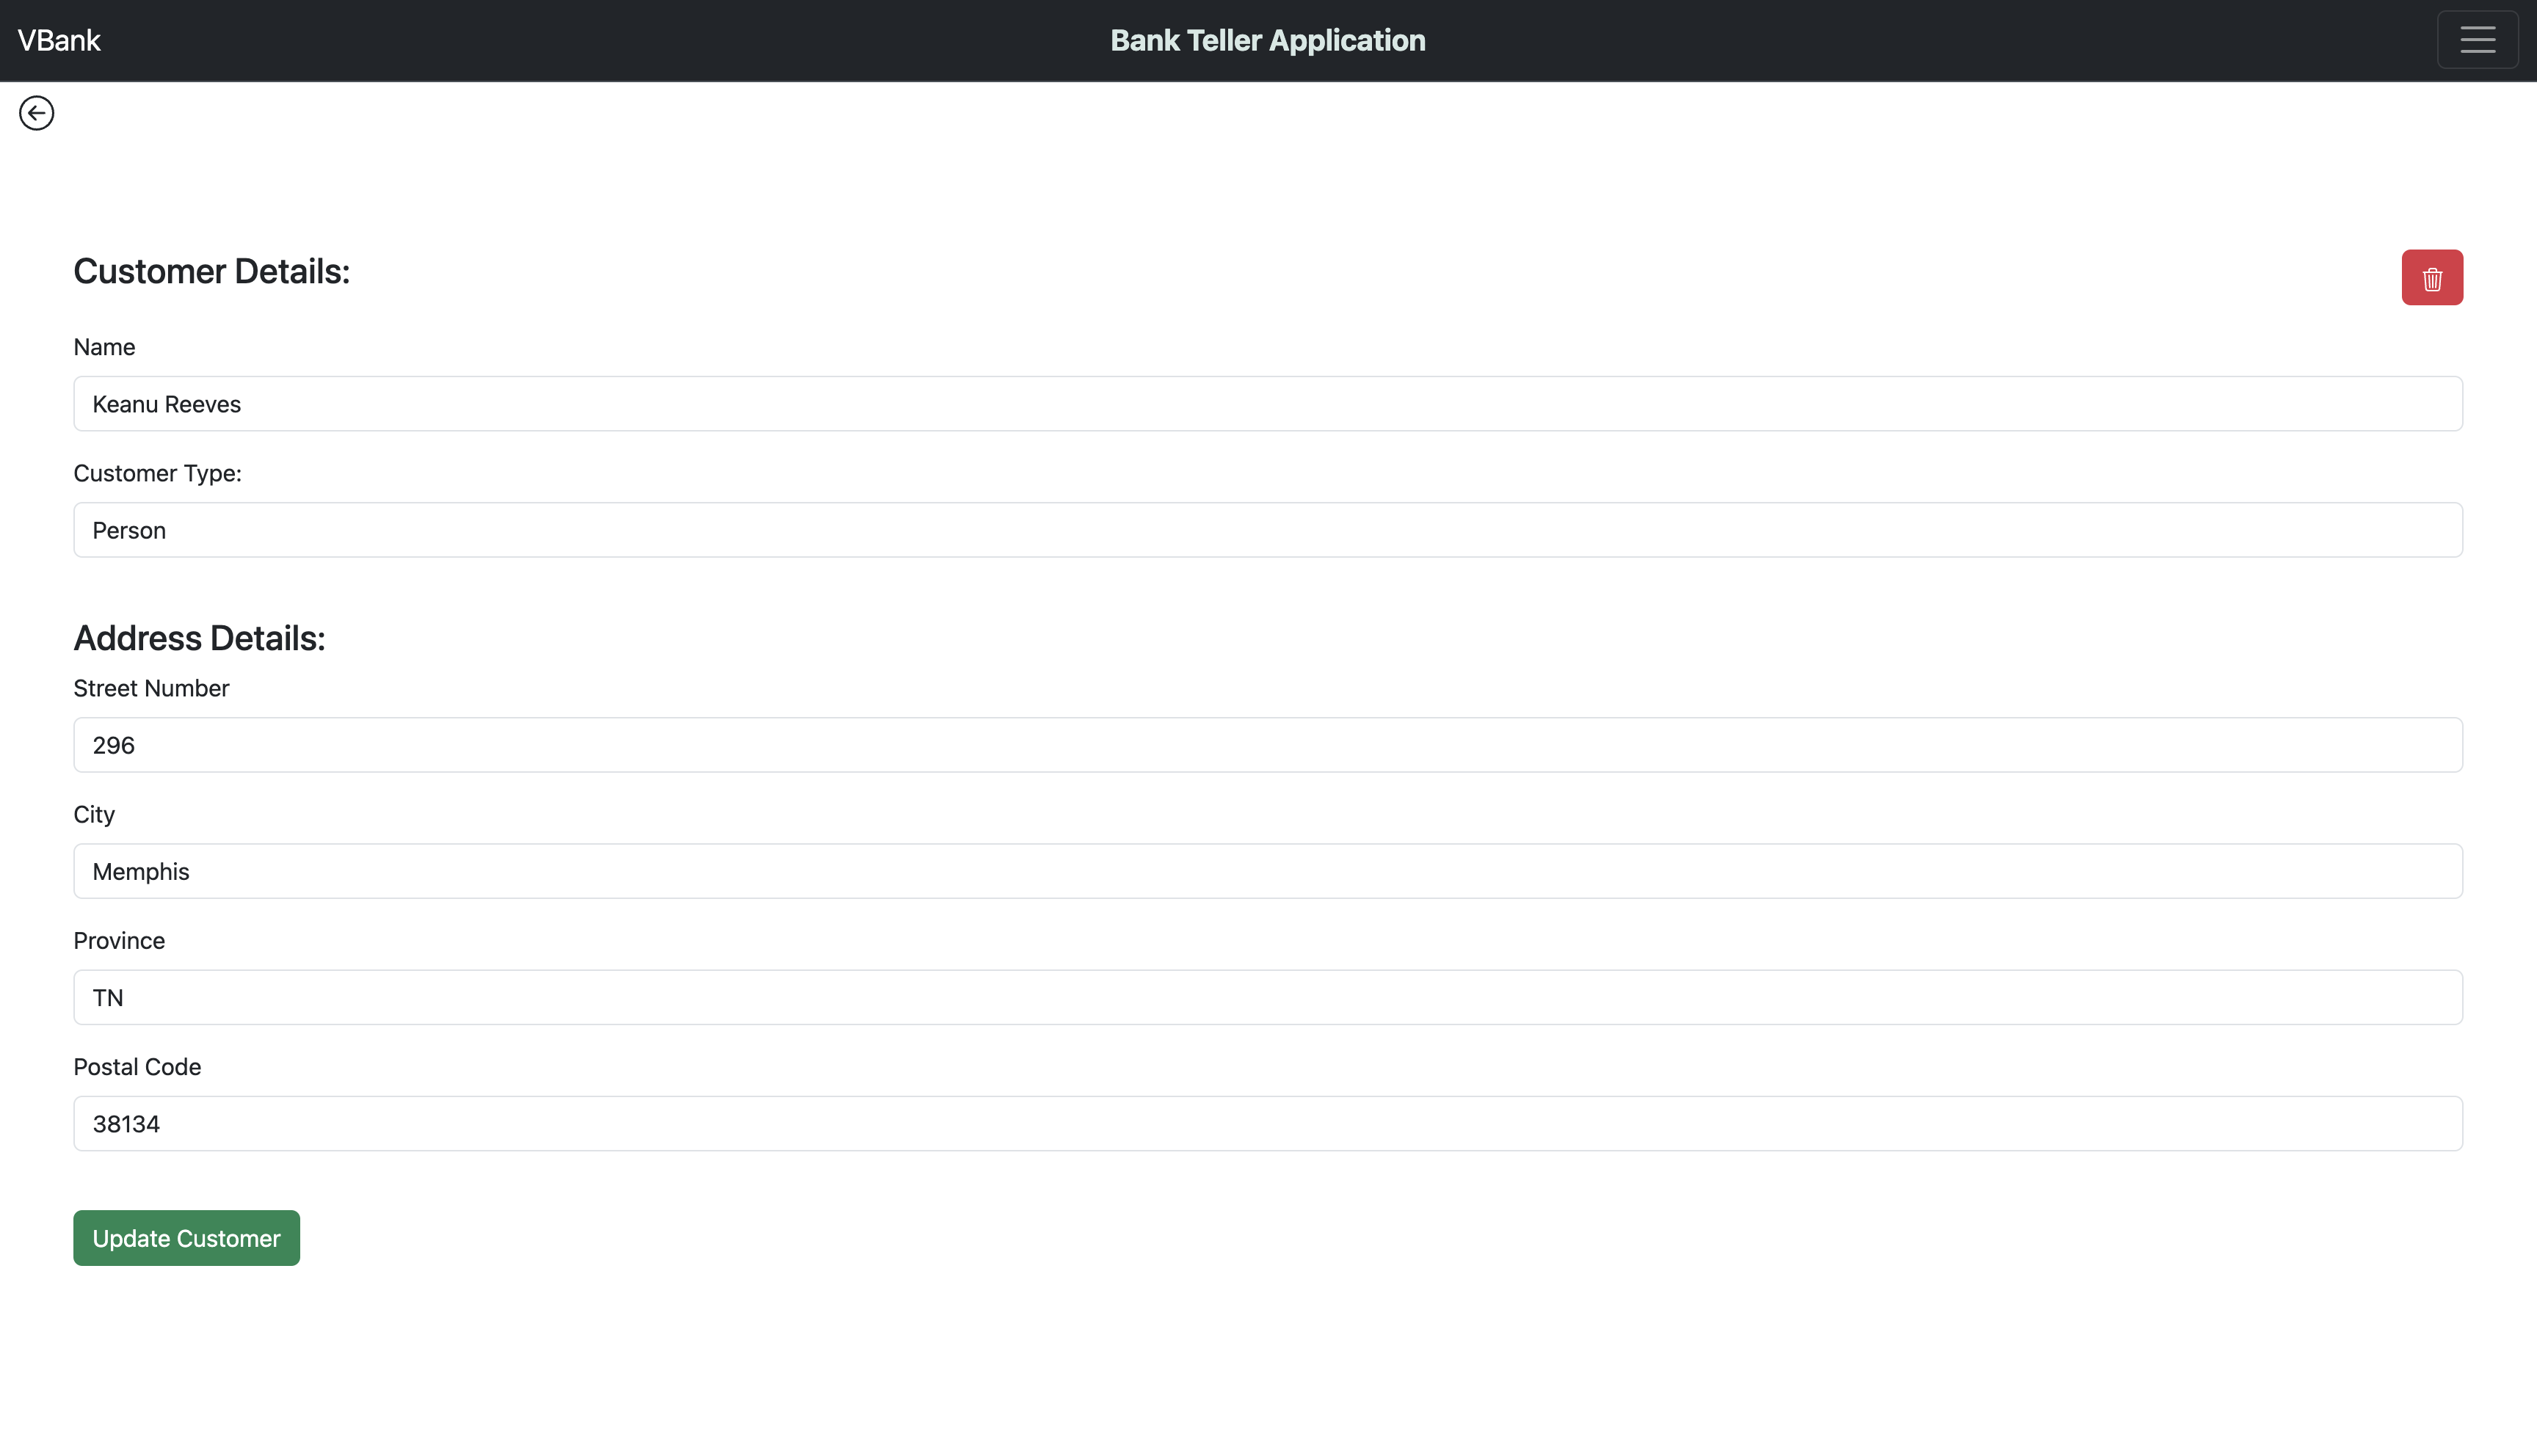 VBank
Bank Teller Application
Customer Details:
Name
Keanu Reeves
Customer Type:
Person
Address Details:
Street Number
296
City
Memphis
Province
TN
Postal Code
38134
Update Customer